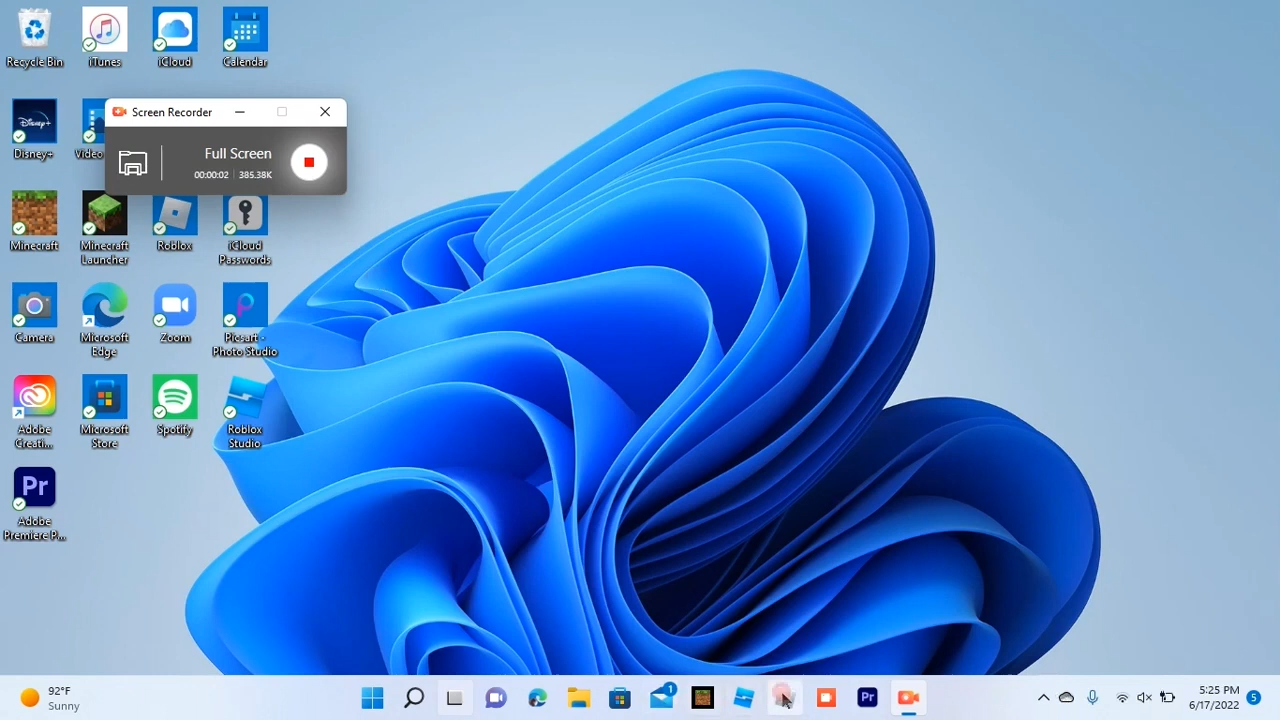 Recycle Bin
iTunes
iCloud
Calendar
Disney+
Disney+
Video
Screen Recorder
Full Screen
00:00:02 385.38K
Minecraft
Minecraft Launcher
Roblox
iCloud Passwords
Camera
Microsoft Edge
Zoom
Picsart - Photo Studio
Adobe Creati...
Microsoft Store
Spotify
Roblox Studio
Pr
Adobe Premiere P...
92°F
Sunny
1
Pr
5:25 PM
6/17/2022
5